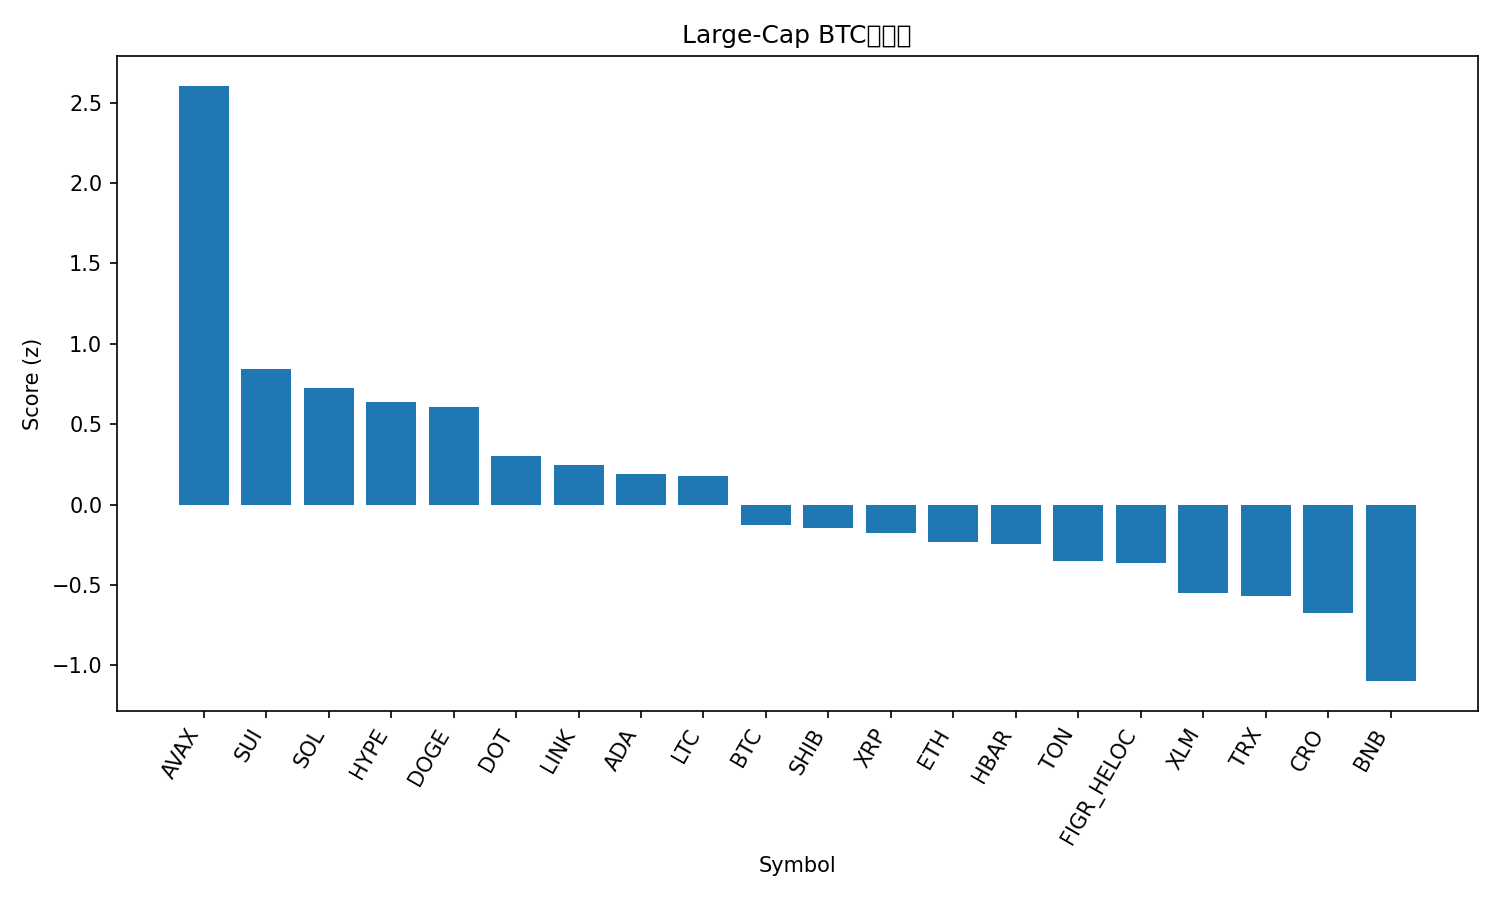 Large-Cap BTC
Score (z)
2.5
2.0
1.5
1.0
0.5
0.0
−0.5
−1.0
AVAX
SUI
SOL
HYPE
DOGE
DOT
LINK
ADA
LTC
BTC
SHIB
XRP
ETH
HBAR
TON
FIGR_HELOC
XLM
TRX
CRO
BNB
Symbol